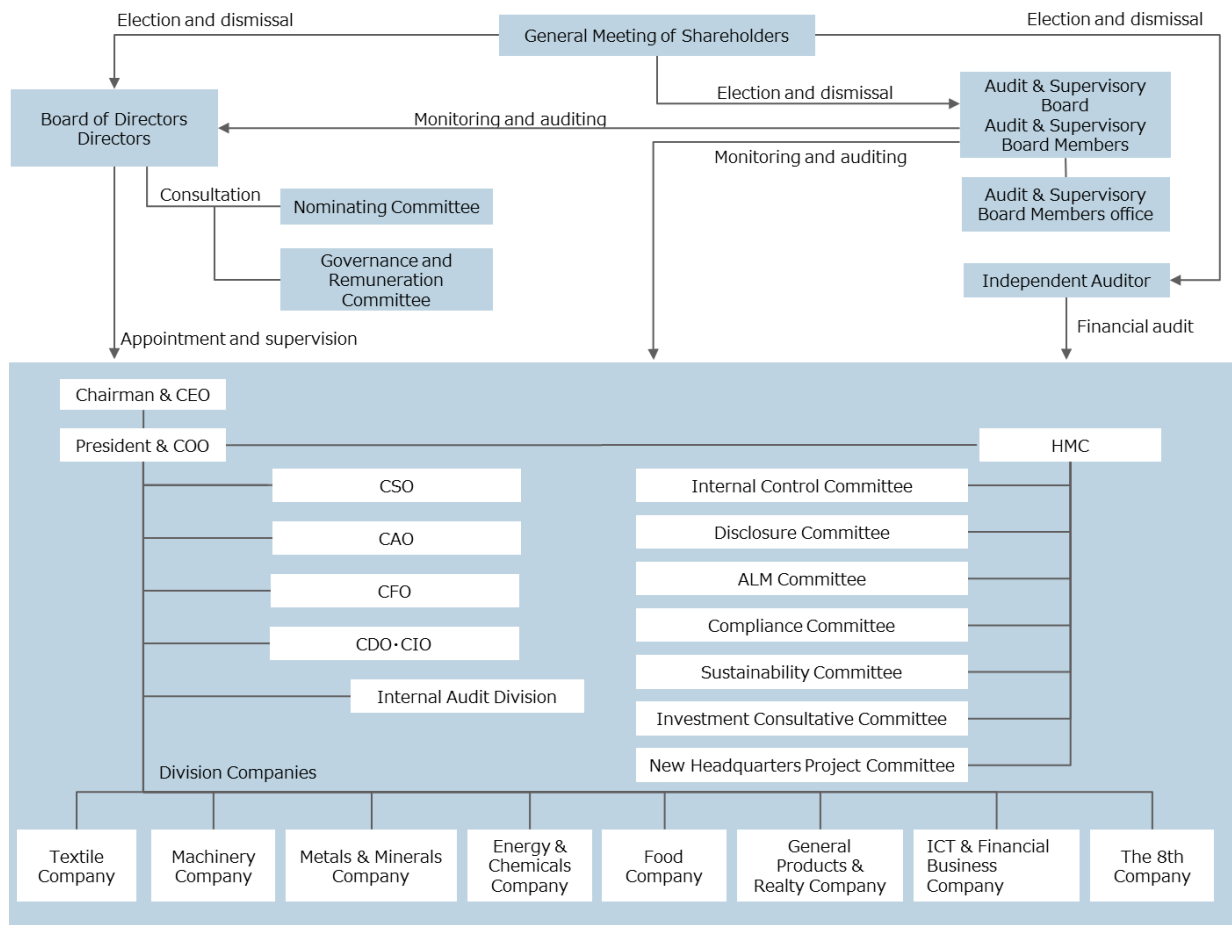 Election and dismissal
General Meeting of Shareholders
Election and dismissal
Election and dismissal
Audit & Supervisory
Board
Audit & Supervisory
Board Members
Board of Directors
Directors
Monitoring and auditing
Monitoring and auditing
Consultation
Nominating Committee
Audit & Supervisory
Board Members office
Governance and
Remuneration
Committee
Independent Auditor
Appointment and supervision
Financial audit
Chairman & CEO
President & COO
HMC
CSO
CAO
CFO
CDO・CIO
Internal Audit Division
Internal Control Committee
Disclosure Committee
ALM Committee
Compliance Committee
Sustainability Committee
Investment Consultative Committee
New Headquarters Project Committee
Division Companies
Textile
Company
Machinery
Company
Metals & Minerals
Company
Energy &
Chemicals
Company
Food
Company
General
Products &
Realty Company
ICT & Financial
Business
Company
The 8th
Company